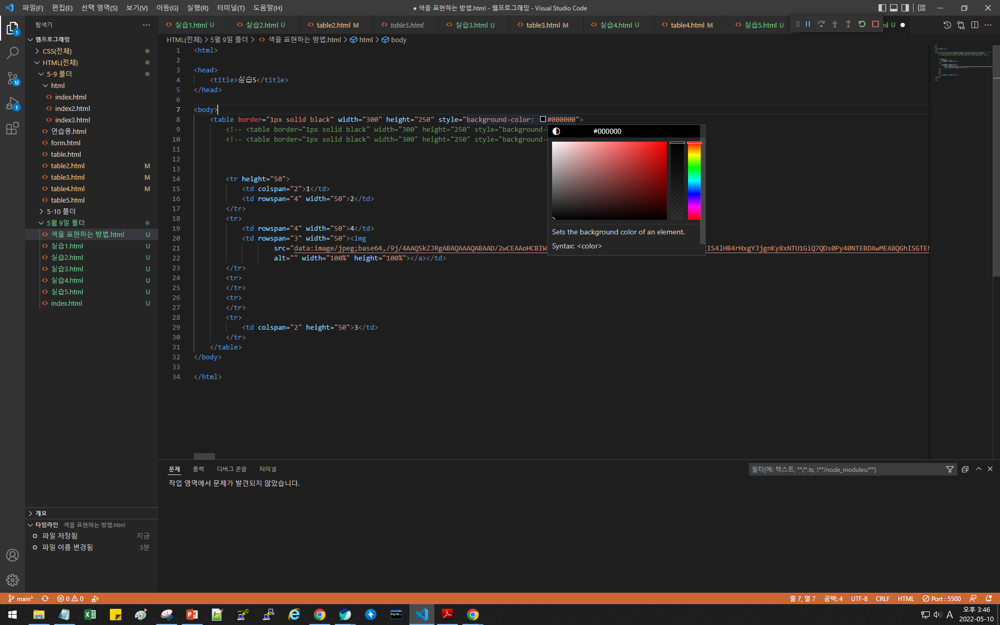 파일(F) 편집(E) 선택 영역(S) 보기(V) 이동(G) 실행(R) 터미널(T) 도움말(H) ● 색을 표현하는 방법.html - 웹프로그래밍 - Visual Studio Code
탐색기
실습1.html U 실습2.html U table2.html M table5.html 실습3.html U table3.html M 실습4.html U table4.html M 실습5.html U ml U
웹프로그래밍
CSS(전체)
HTML(전체)
5-9 폴더
html
index.html
index2.html
index3.html
연습용.html
form.html
table.html
table2.html M
table3.html M
table4.html M
table5.html
5-10 폴더
5월 9일 폴더
색을 표현하는 방법.html U
실습1.html U
실습2.html U
실습3.html U
실습4.html U
실습5.html U
index.html U
개요
타임라인 색을 표현하는 방법.html
파일 저장됨 지금
파일 이름 변경됨 3분
1
12
1
HTML(전체) > 5월 9일 폴더 > 색을 표현하는 방법.html > html > body
1 <html>
2
3 <head>
4 <title>실습5</title>
5 </head>
6
7 <body>
8 <table border="1px solid black" width="300" height="250" style="background-color: #000000">
9 <!-- <table border="1px solid black" width="300" height="250" style="background-
10 <!-- <table border="1px solid black" width="300" height="250" style="background-
11
12
13
14 <tr height="50">
15 <td colspan="2">1</td>
16 <td rowspan="4" width="50">2</td>
17 </tr>
18 <tr>
19 <td rowspan="4" width="50">4</td>
20 <td rowspan="3" width="50"><img
21 src="data:image/jpeg;base64,/9j/4AAQSkZJRgABAQAAAQABAAD/2wCEAAoHCBIW IS4lHB4rHxgYJjgnKy8xNTU1GiQ7QDs0Py40NTEBDAwMEA8QGhISGTEh
22 alt="" width="100%" height="100%"></a></td>
23 </tr>
24 <tr>
25 </tr>
26 <tr>
27 </tr>
28 <tr>
29 <td colspan="2" height="50">3</td>
30 </tr>
31 </table>
32 </body>
33
34 </html>
#000000
Sets the background color of an element.
Syntax: <color>
문제 출력 디버그 콘솔 터미널 필터(예: 텍스트, **/*.ts, !**/node_modules/**)
작업 영역에서 문제가 발견되지 않았습니다.
main* 0 0 줄 7, 열 7 공백: 4 UTF-8 CRLF HTML Port : 5500
A 오후 3:46
2022-05-10